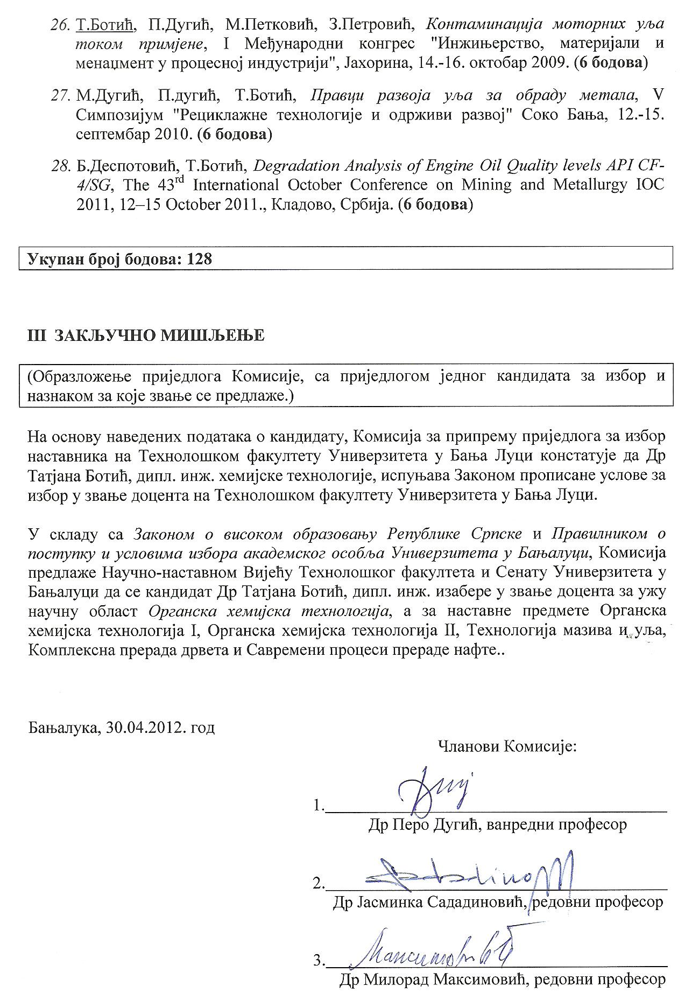 26. Т.Ботић, П.Дугић, М.Петковић, З.Петровић, Контаминација моторних уља
током примјене, I Међународни конгрес "Инжињерство, материјали и
менаџмент у процесној индустрији", Јахорина, 14.-16. октобар 2009. (6 бодова)
27. М.Дугић, П.дугић, Т.Ботић, Правци развоја уља за обраду метала, V
Симпозијум "Рециклажне технологије и одрживи развој" Соко Бања, 12.-15.
септембар 2010. (6 бодова)
28. Б.Деспотовић, Т.Ботић, Degradation Analysis of Engine Oil Quality levels API CF-
4/SG, The 43rd International October Conference on Mining and Metallurgy IOC
2011, 12–15 October 2011., Кладово, Србија. (6 бодова)
Укупан број бодова: 128
III ЗАКЉУЧНО МИШЉЕЊЕ
(Образложење приједлога Комисије, са приједлогом једног кандидата за избор и
назнаком за које звање се предлаже.)
На основу наведених података о кандидату, Комисија за припрему приједлога за избор
наставника на Технолошком факултету Универзитета у Бања Луци констатује да Др
Татјана Ботић, дипл. инж. хемијске технологије, испуњава Законом прописане услове за
избор у звање доцента на Технолошком факултету Универзитета у Бања Луци.
У складу са Законом о високом образовању Републике Српске и Правилником о
поступку и условима избора академског особља Универзитета у Бањалуци, Комисија
предлаже Научно-наставном Вијећу Технолошког факултета и Сенату Универзитета у
Бањалуци да се кандидат Др Татјана Ботић, дипл. инж. изабере у звање доцента за ужу
научну област Органска хемијска технологија, а за наставне предмете Органска
хемијска технологија I, Органска хемијска технологија II, Технологија мазива и уља,
Комплексна прерада дрвета и Савремени процеси прераде нафте..
Бањалука, 30.04.2012. год
Чланови Комисије:
1.
Др Перо Дугић, ванредни професор
2.
Др Јасминка Сададиновић, редовни професор
3.
Др Милорад Максимовић, редовни професор